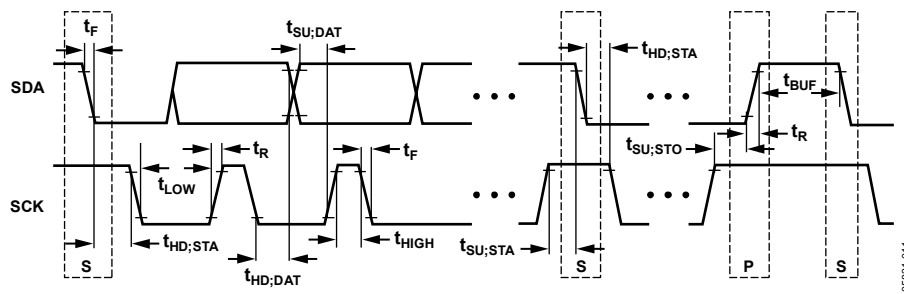 tF
tSU;DAT
tHD;STA
SDA
tBUF
tR
tF
tSU;STO
tR
tLOW
SCK
tHD;STA
tHIGH
tSU;STA
tHD;DAT
S
S
P
S